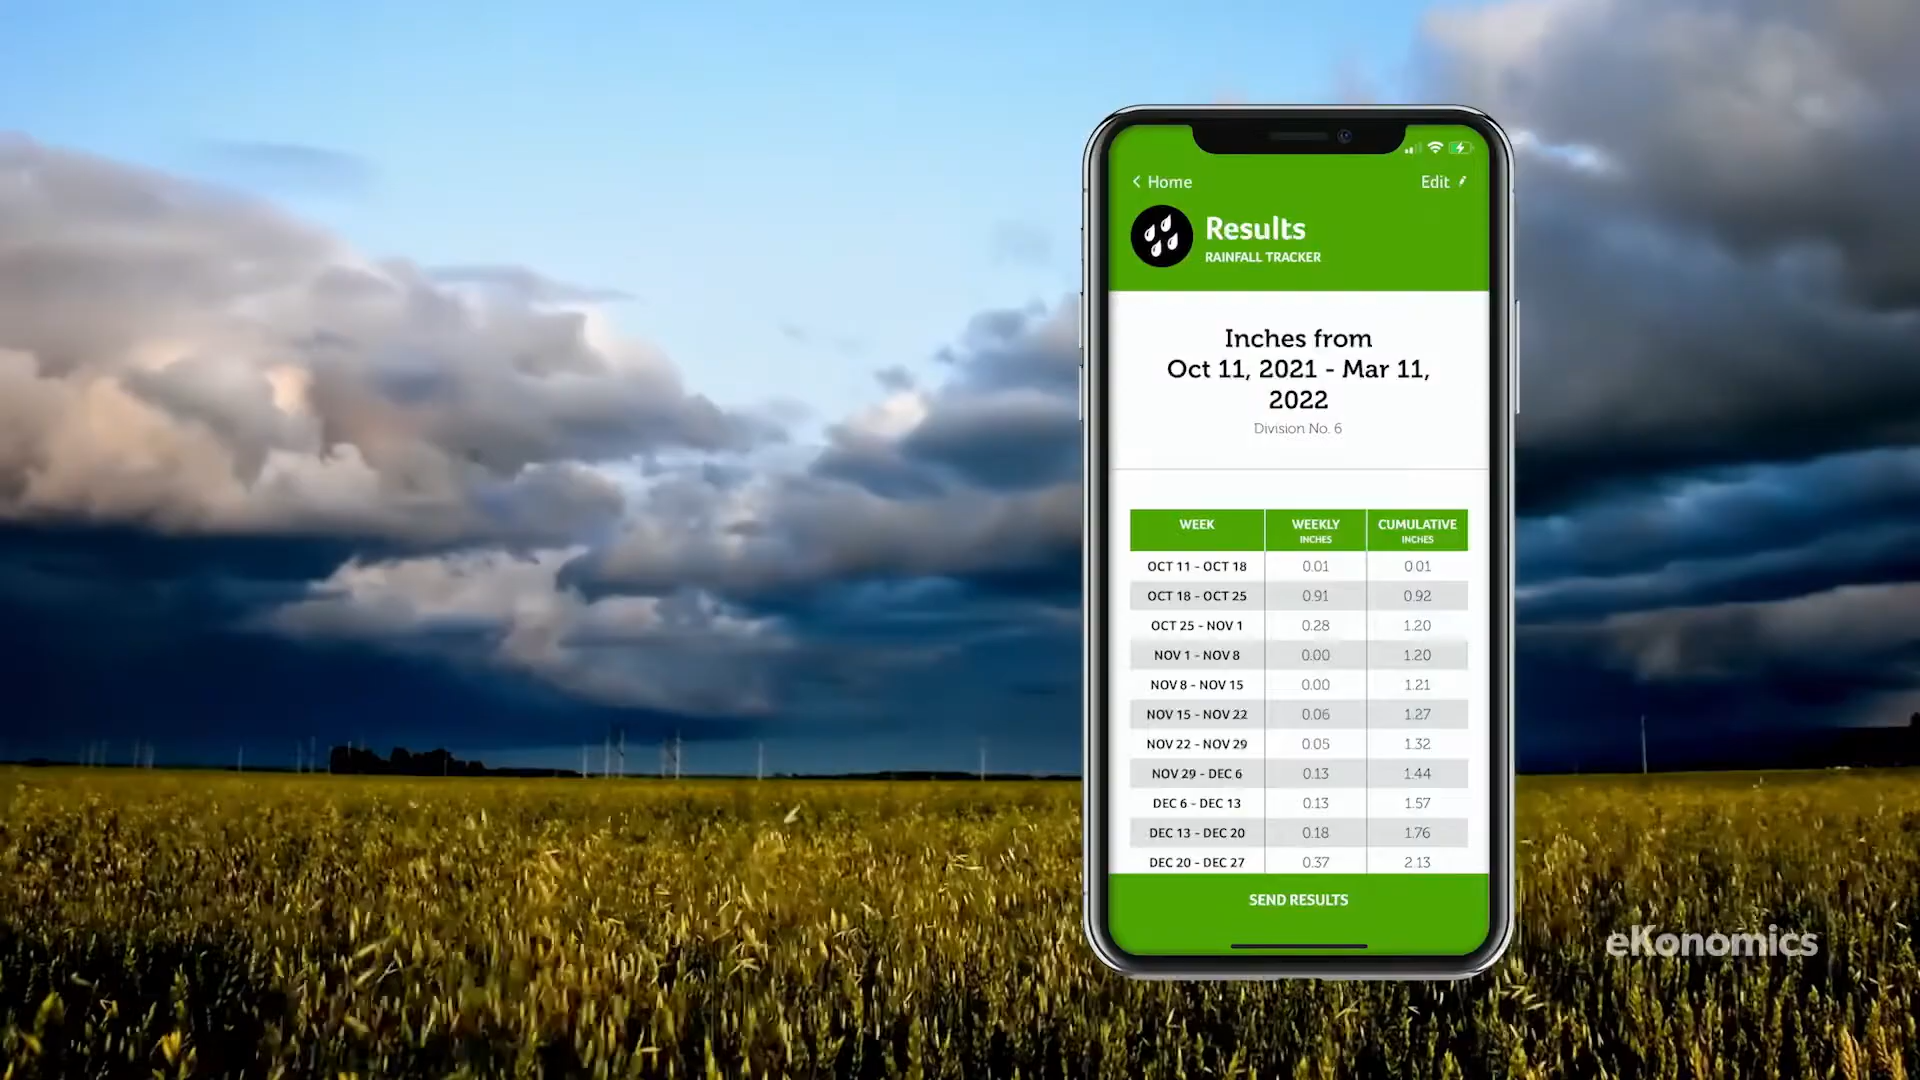 Home
Edit
Results
RAINFALL TRACKER
Inches from
Oct 11, 2021 - Mar 11,
2022
Division No. 6
WEEK WEEKLY CUMULATIVE
INCHES INCHES
OCT 11 - OCT 18 0.01 0.01
OCT 18 - OCT 25 0.91 0.92
OCT 25 - NOV 1 0.28 1.20
NOV 1 - NOV 8 0.00 1.20
NOV 8 - NOV 15 0.00 1.21
NOV 15 - NOV 22 0.06 1.27
NOV 22 - NOV 29 0.05 1.32
NOV 29 - DEC 6 0.13 1.44
DEC 6 - DEC 13 0.13 1.57
DEC 13 - DEC 20 0.18 1.76
DEC 20 - DEC 27 0.37 2.13
SEND RESULTS
eKonomics